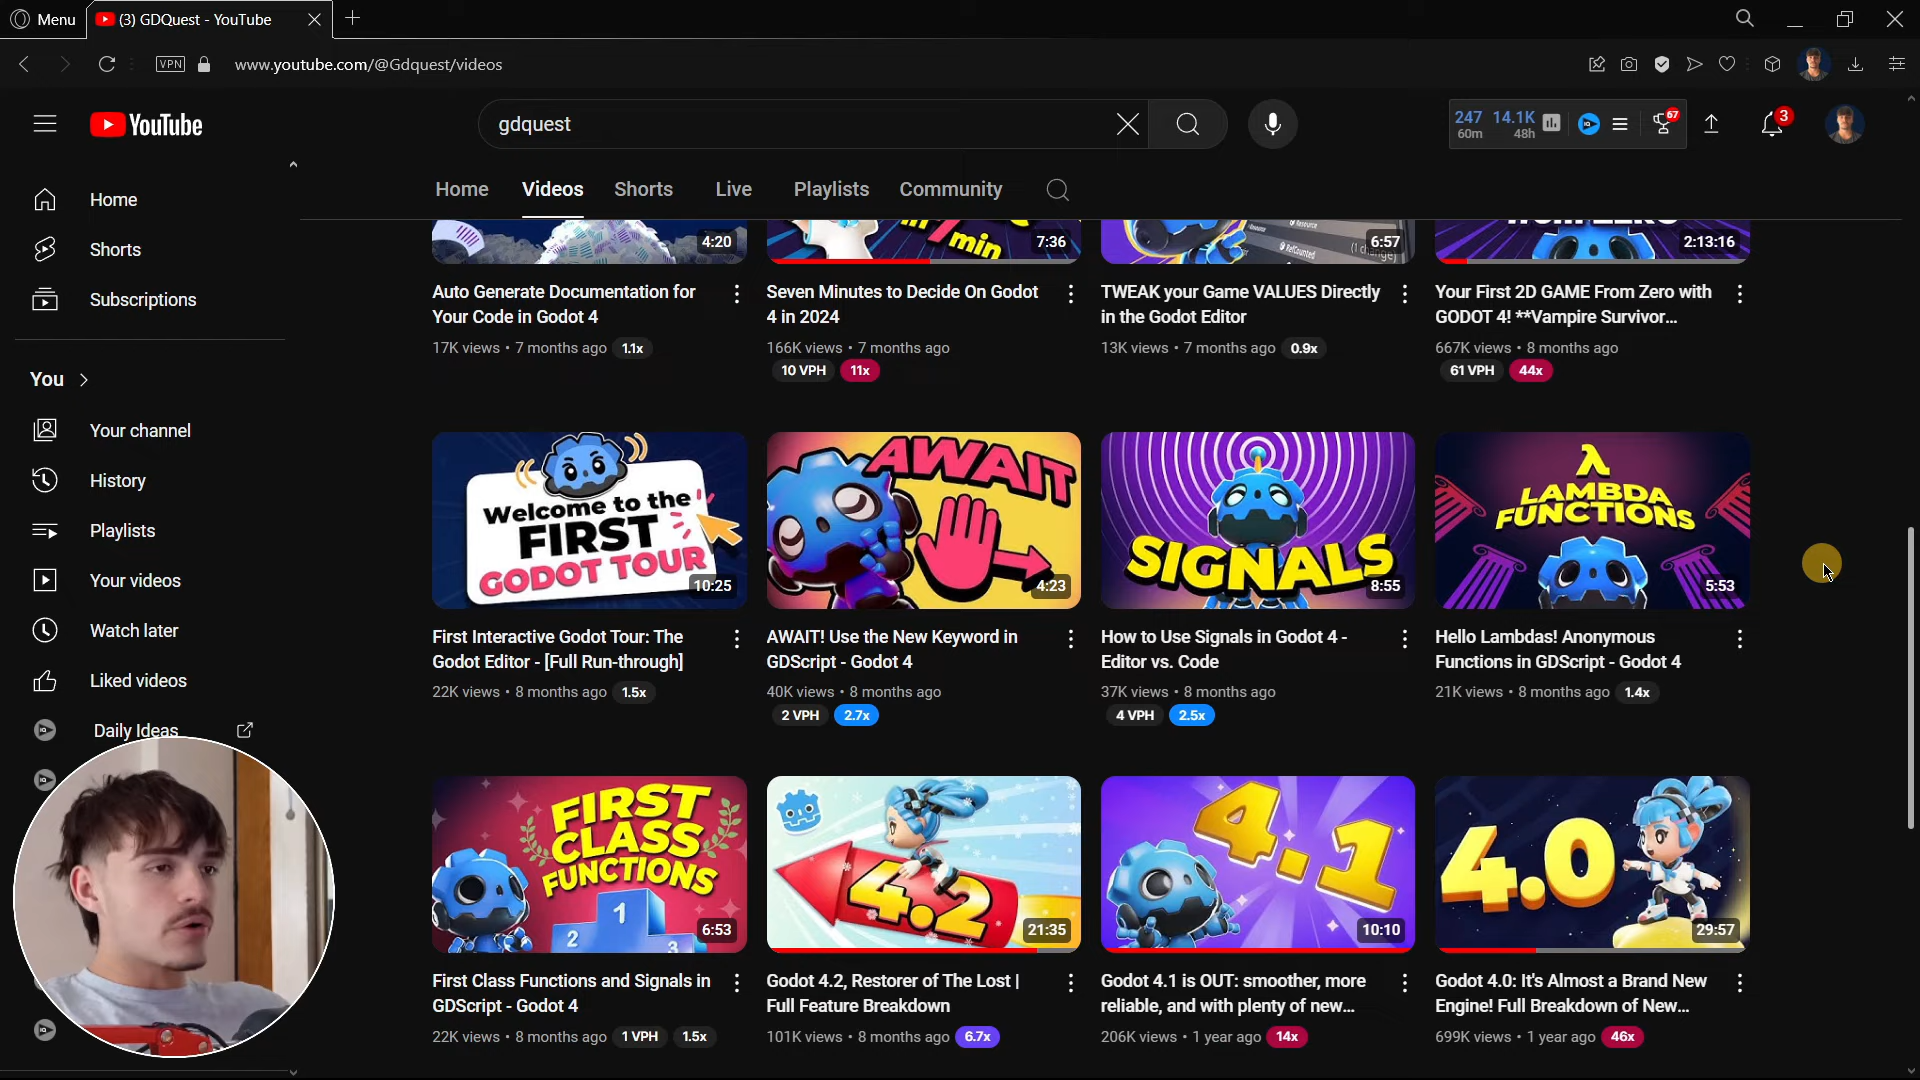 Menu
(3) GDQuest - YouTube
VPN
www.youtube.com/@Gdquest/videos
YouTube
gdquest
247 14.1K
60m 48h
67
3
Home
Videos
Shorts
Live
Playlists
Community
Home
Shorts
Subscriptions
You
Your channel
History
Playlists
Your videos
Watch later
Liked videos
Daily Ideas
4:20
7 min
7:36
Resource
RefCounted
(1 change)
6:57
2:13:16
Auto Generate Documentation for
Your Code in Godot 4
17K views • 7 months ago 1.1x
Seven Minutes to Decide On Godot
4 in 2024
166K views • 7 months ago
10 VPH 11x
TWEAK your Game VALUES Directly
in the Godot Editor
13K views • 7 months ago 0.9x
Your First 2D GAME From Zero with
GODOT 4! **Vampire Survivor...
667K views • 8 months ago
61 VPH 44x
Welcome to the
FIRST
GODOT TOUR
10:25
AWAIT
4:23
SIGNALS
8:55
λ
LAMBDA
FUNCTIONS
5:53
First Interactive Godot Tour: The
Godot Editor - [Full Run-through]
22K views • 8 months ago 1.5x
AWAIT! Use the New Keyword in
GDScript - Godot 4
40K views • 8 months ago
2 VPH 2.7x
How to Use Signals in Godot 4 -
Editor vs. Code
37K views • 8 months ago
4 VPH 2.5x
Hello Lambdas! Anonymous
Functions in GDScript - Godot 4
21K views • 8 months ago 1.4x
FIRST
CLASS
FUNCTIONS
1
2
3
6:53
4.2
21:35
4.1
10:10
4.0
29:57
First Class Functions and Signals in
GDScript - Godot 4
22K views • 8 months ago 1 VPH 1.5x
Godot 4.2, Restorer of The Lost |
Full Feature Breakdown
101K views • 8 months ago 6.7x
Godot 4.1 is OUT: smoother, more
reliable, and with plenty of new...
206K views • 1 year ago 14x
Godot 4.0: It's Almost a Brand New
Engine! Full Breakdown of New...
699K views • 1 year ago 46x